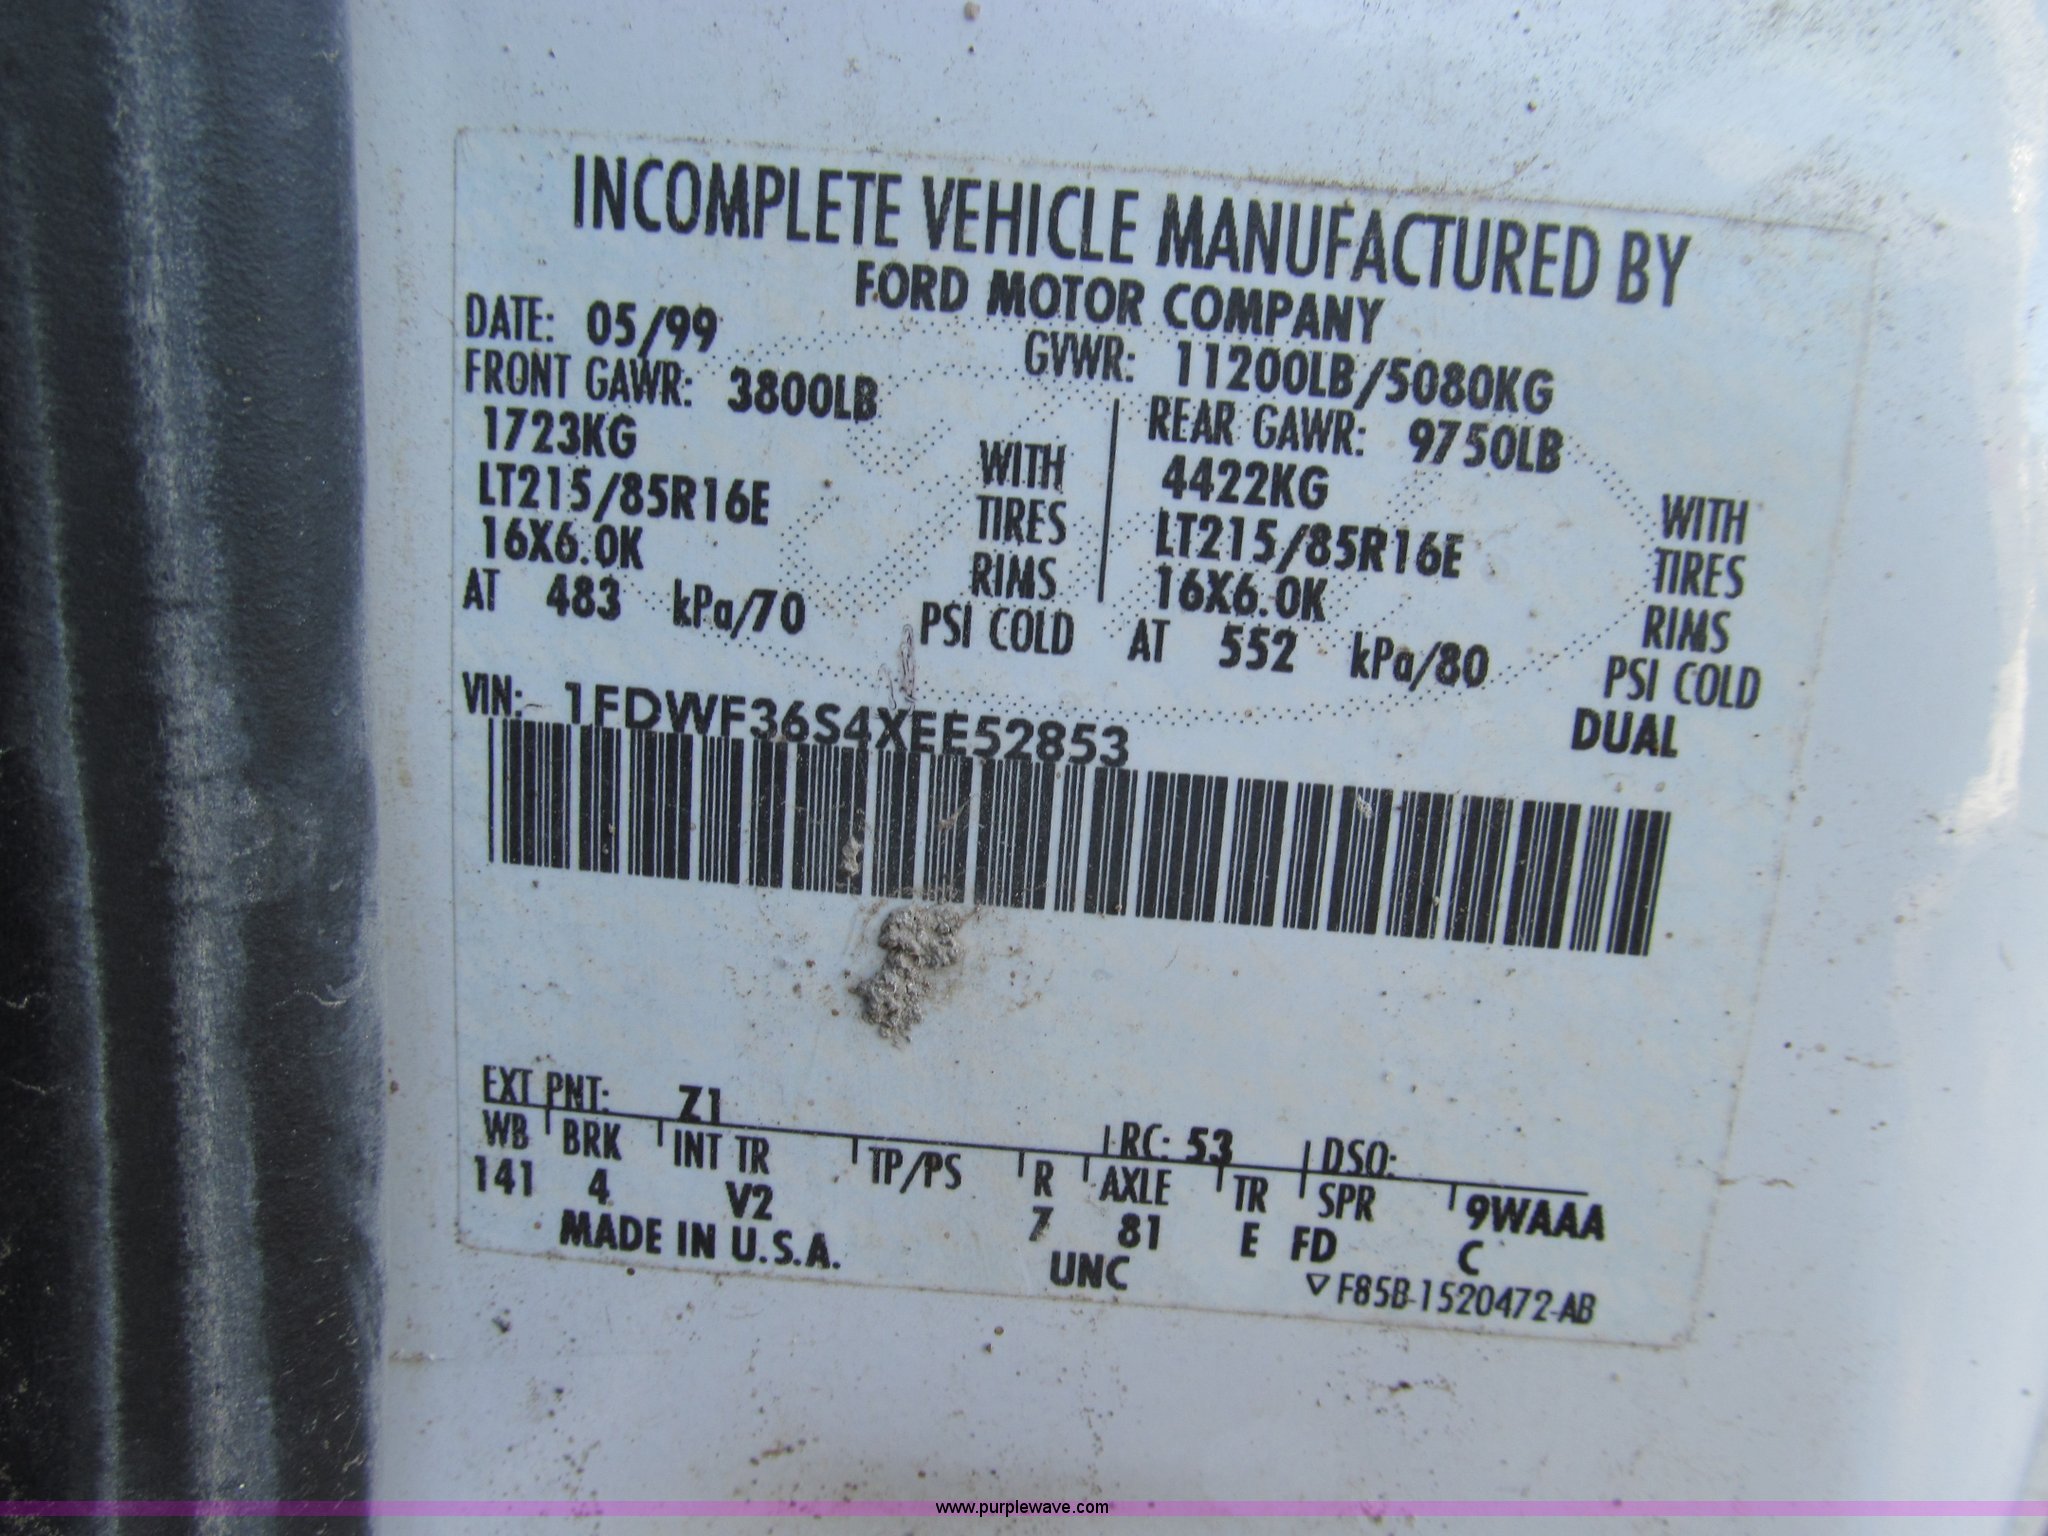 INCOMPLETE VEHICLE MANUFACTURED BY
FORD MOTOR COMPANY
DATE: 05/99 GVWR: 11200LB/5080KG
FRONT GAWR: 3800LB REAR GAWR: 9750LB
1723KG WITH 4422KG WITH
LT215/85R16E TIRES LT215/85R16E TIRES
16X6.0K RIMS 16X6.0K RIMS
AT 483 kPa/70 PSI COLD AT 552 kPa/80 PSI COLD
VIN: 1FDWF36S4XEE52853 DUAL
EXT PNT: Z1 RC: 53 DSO:
WB BRK INT TR TP/PS R AXLE TR SPR 9WAAA
141 4 V2 7 81 E FD C
MADE IN U.S.A. UNC
▽ F85B-1520472-AB
www.purplewave.com